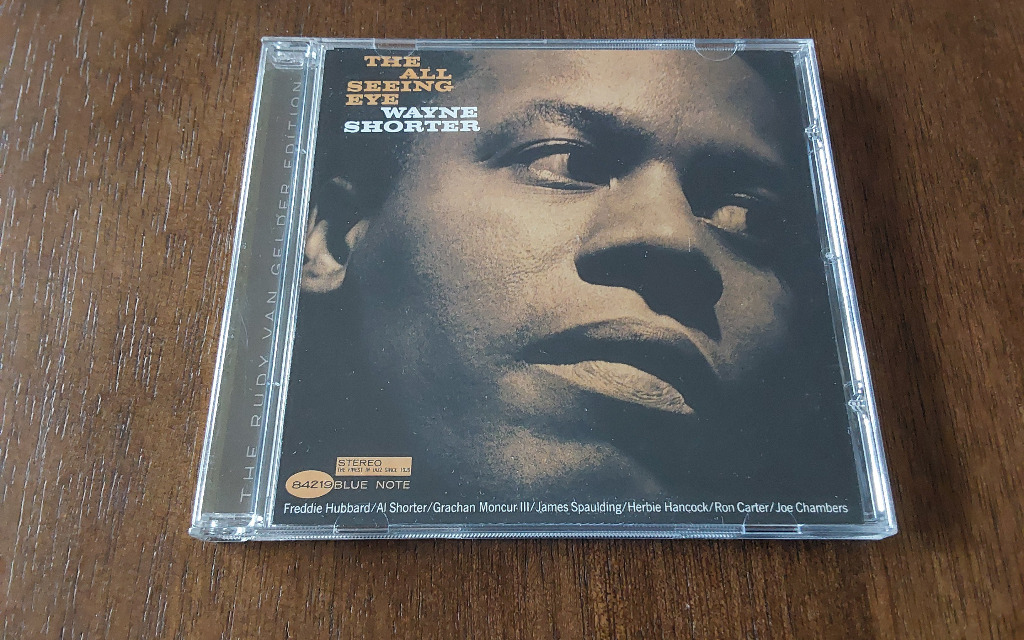 THE
ALL
SEEING
EYE
WAYNE
SHORTER
THE RUDY VAN GELDER EDITION
STEREO
THE FINEST IN JAZZ SINCE 1939
84219 BLUE NOTE
Freddie Hubbard/Al Shorter/Grachan Moncur III/James Spaulding/Herbie Hancock/Ron Carter/Joe Chambers